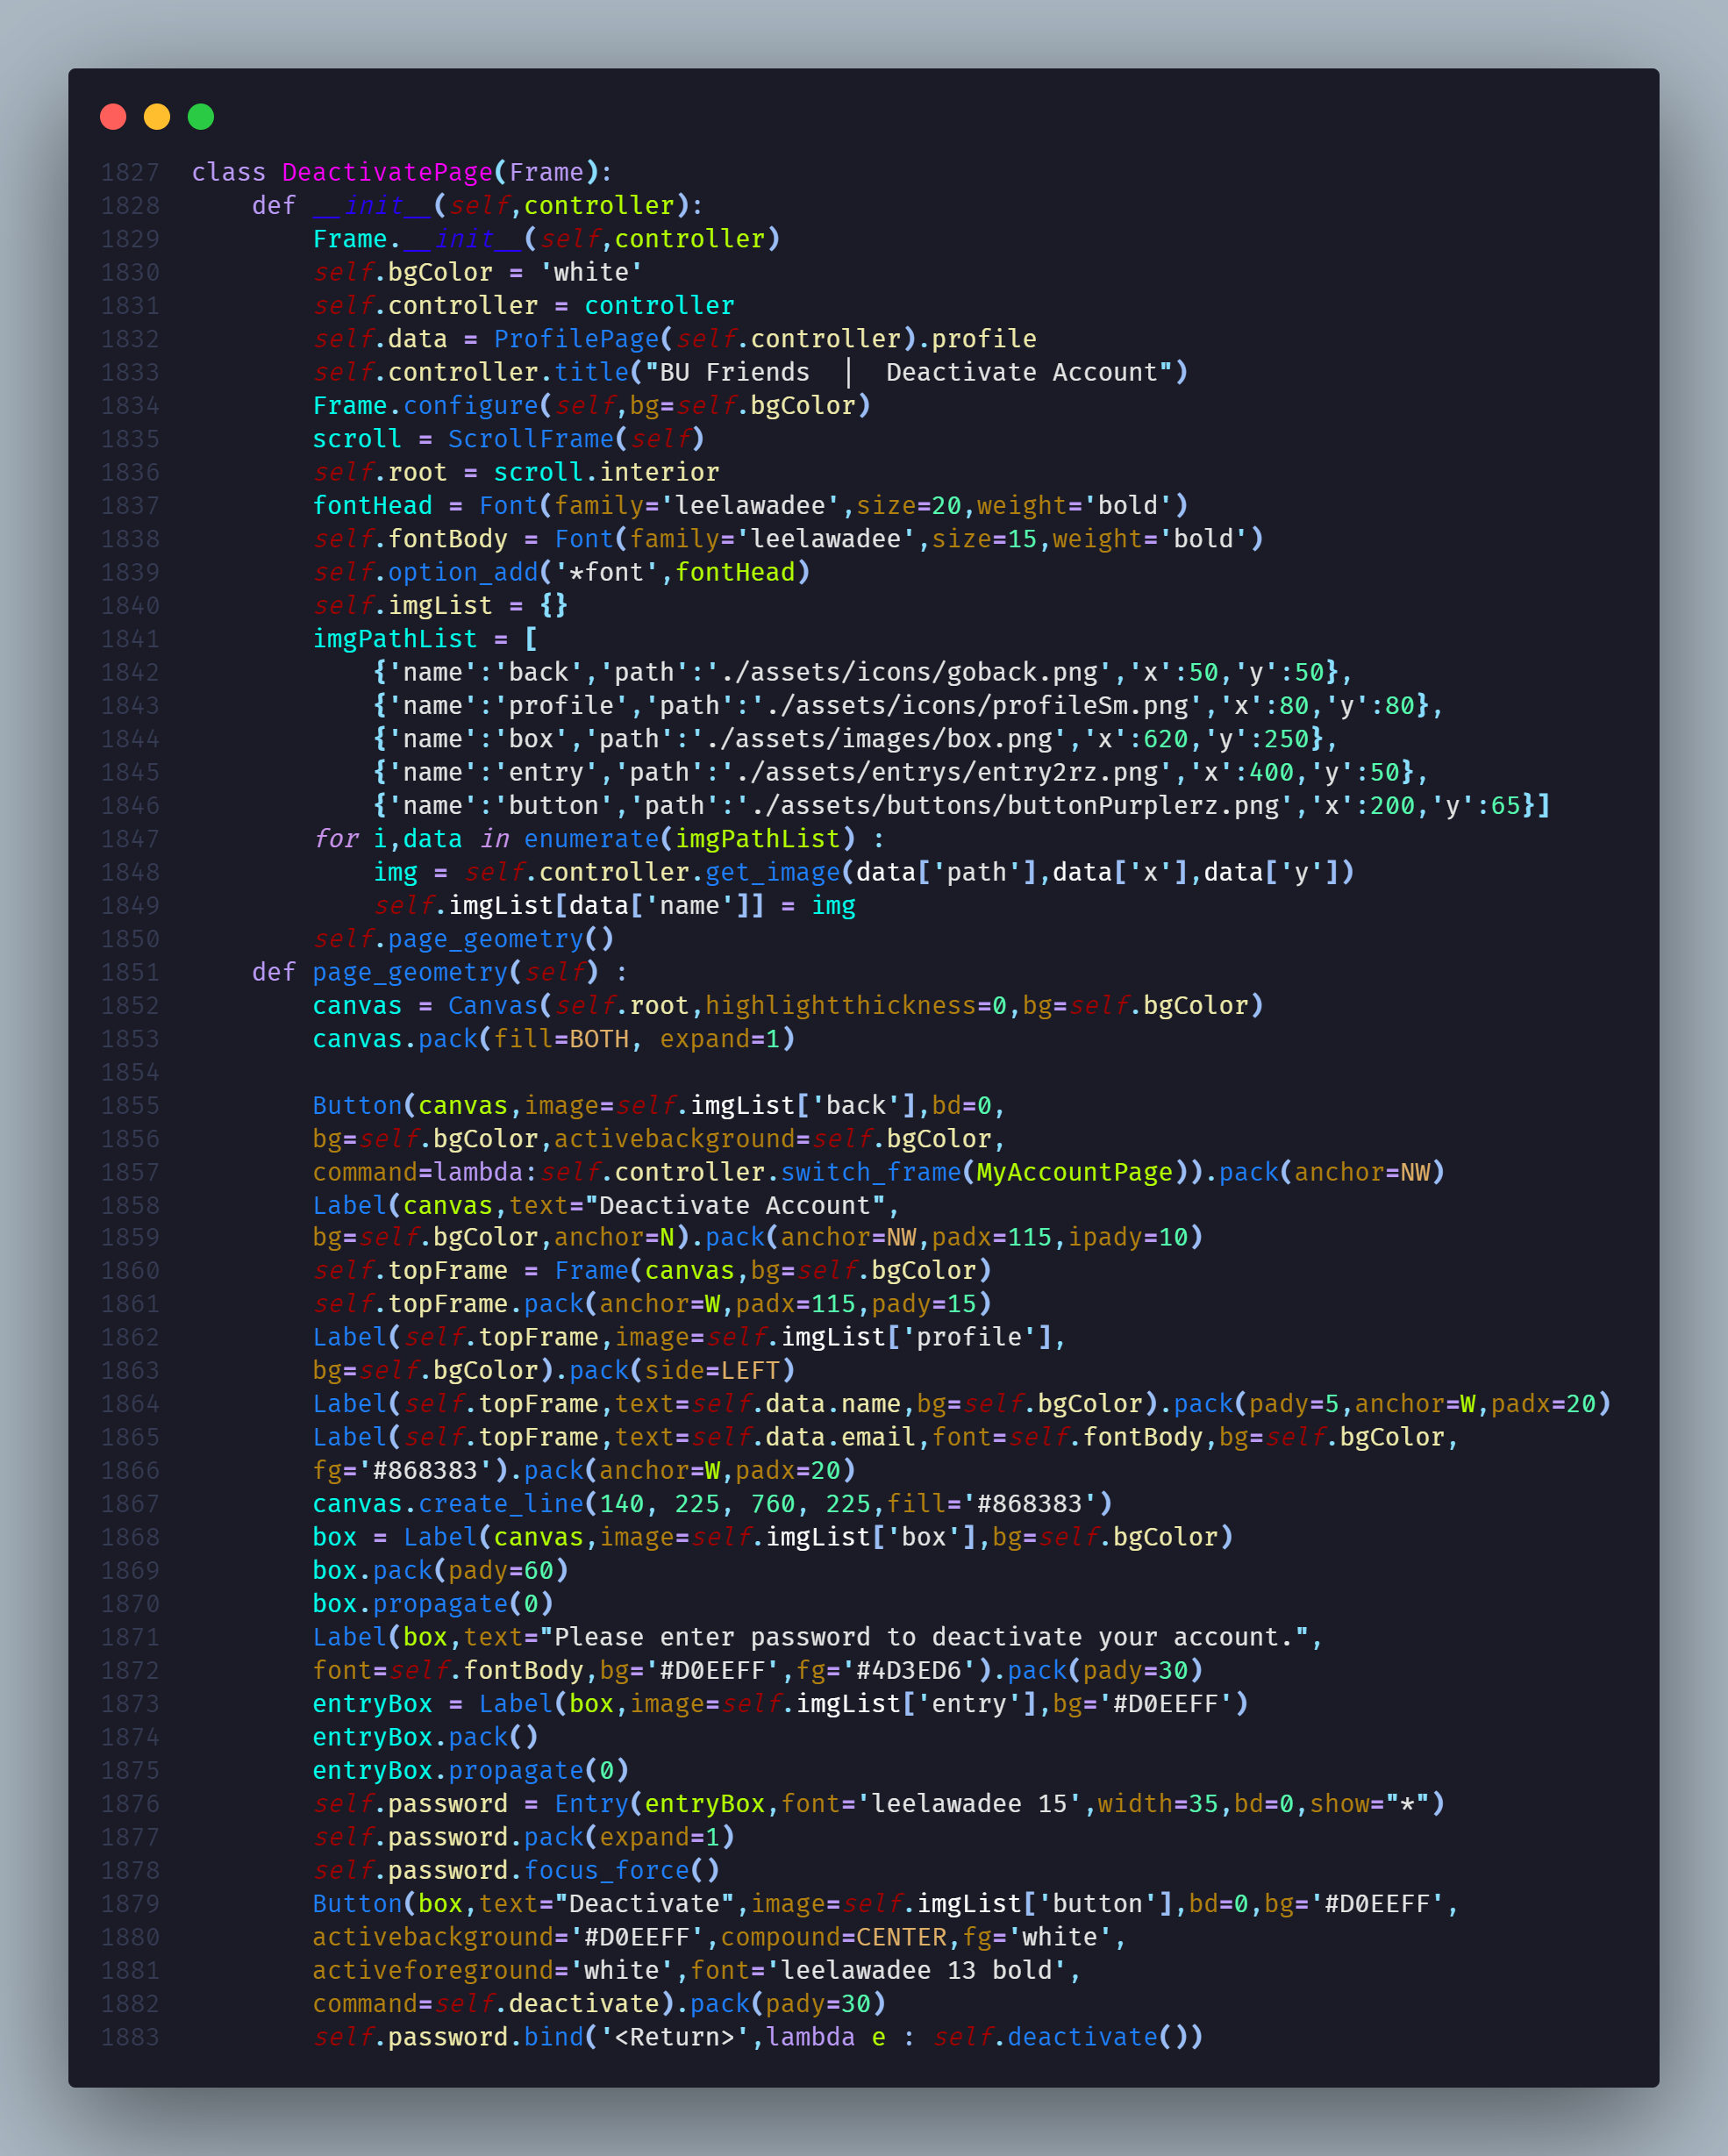 1827 class DeactivatePage(Frame):
1828     def __init__(self,controller):
1829         Frame.__init__(self,controller)
1830         self.bgColor = 'white'
1831         self.controller = controller
1832         self.data = ProfilePage(self.controller).profile
1833         self.controller.title("BU Friends  |  Deactivate Account")
1834         Frame.configure(self,bg=self.bgColor)
1835         scroll = ScrollFrame(self)
1836         self.root = scroll.interior
1837         fontHead = Font(family='leelawadee',size=20,weight='bold')
1838         self.fontBody = Font(family='leelawadee',size=15,weight='bold')
1839         self.option_add('*font',fontHead)
1840         self.imgList = {}
1841         imgPathList = [
1842             {'name':'back','path':'./assets/icons/goback.png','x':50,'y':50},
1843             {'name':'profile','path':'./assets/icons/profileSm.png','x':80,'y':80},
1844             {'name':'box','path':'./assets/images/box.png','x':620,'y':250},
1845             {'name':'entry','path':'./assets/entrys/entry2rz.png','x':400,'y':50},
1846             {'name':'button','path':'./assets/buttons/buttonPurplerz.png','x':200,'y':65}]
1847         for i,data in enumerate(imgPathList) :
1848             img = self.controller.get_image(data['path'],data['x'],data['y'])
1849             self.imgList[data['name']] = img
1850         self.page_geometry()
1851     def page_geometry(self) :
1852         canvas = Canvas(self.root,highlightthickness=0,bg=self.bgColor)
1853         canvas.pack(fill=BOTH, expand=1)
1854
1855         Button(canvas,image=self.imgList['back'],bd=0,
1856         bg=self.bgColor,activebackground=self.bgColor,
1857         command=lambda:self.controller.switch_frame(MyAccountPage)).pack(anchor=NW)
1858         Label(canvas,text="Deactivate Account",
1859         bg=self.bgColor,anchor=N).pack(anchor=NW,padx=115,ipady=10)
1860         self.topFrame = Frame(canvas,bg=self.bgColor)
1861         self.topFrame.pack(anchor=W,padx=115,pady=15)
1862         Label(self.topFrame,image=self.imgList['profile'],
1863         bg=self.bgColor).pack(side=LEFT)
1864         Label(self.topFrame,text=self.data.name,bg=self.bgColor).pack(pady=5,anchor=W,padx=20)
1865         Label(self.topFrame,text=self.data.email,font=self.fontBody,bg=self.bgColor,
1866         fg='#868383').pack(anchor=W,padx=20)
1867         canvas.create_line(140, 225, 760, 225,fill='#868383')
1868         box = Label(canvas,image=self.imgList['box'],bg=self.bgColor)
1869         box.pack(pady=60)
1870         box.propagate(0)
1871         Label(box,text="Please enter password to deactivate your account.",
1872         font=self.fontBody,bg='#D0EEFF',fg='#4D3ED6').pack(pady=30)
1873         entryBox = Label(box,image=self.imgList['entry'],bg='#D0EEFF')
1874         entryBox.pack()
1875         entryBox.propagate(0)
1876         self.password = Entry(entryBox,font='leelawadee 15',width=35,bd=0,show="*")
1877         self.password.pack(expand=1)
1878         self.password.focus_force()
1879         Button(box,text="Deactivate",image=self.imgList['button'],bd=0,bg='#D0EEFF',
1880         activebackground='#D0EEFF',compound=CENTER,fg='white',
1881         activeforeground='white',font='leelawadee 13 bold',
1882         command=self.deactivate).pack(pady=30)
1883         self.password.bind('<Return>',lambda e : self.deactivate())